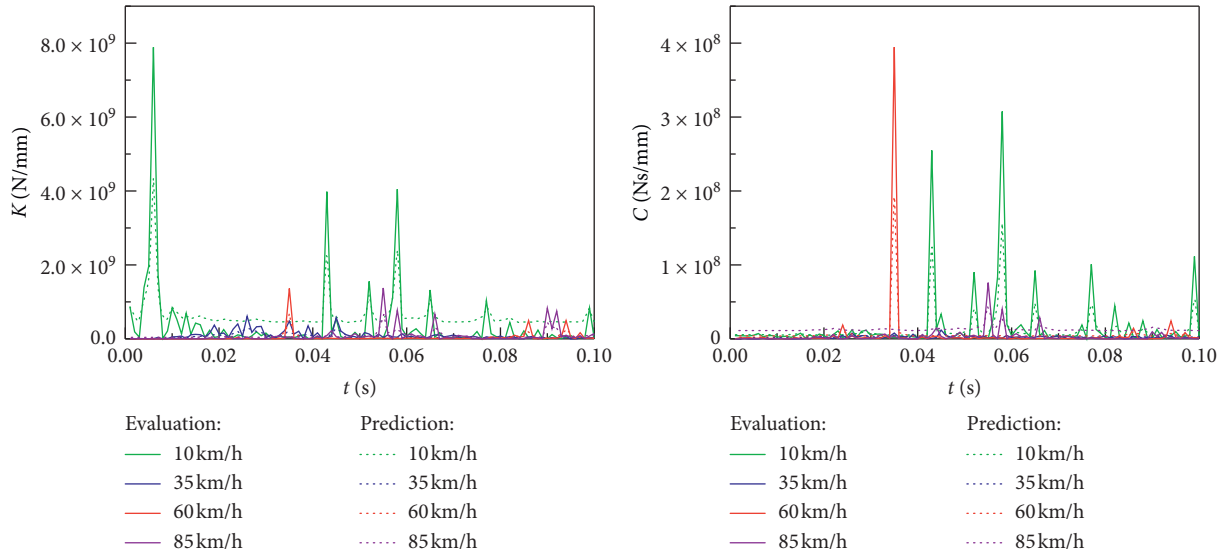 8.0 × 10⁹
6.0 × 10⁹
4.0 × 10⁹
2.0 × 10⁹
0.0
K (N/mm)
0.00 0.02 0.04 0.06 0.08 0.10
t (s)
Evaluation: Prediction:
10 km/h 10 km/h
35 km/h 35 km/h
60 km/h 60 km/h
85 km/h 85 km/h
4 × 10⁸
3 × 10⁸
2 × 10⁸
1 × 10⁸
0
C (Ns/mm)
0.00 0.02 0.04 0.06 0.08 0.10
t (s)
Evaluation: Prediction:
10 km/h 10 km/h
35 km/h 35 km/h
60 km/h 60 km/h
85 km/h 85 km/h